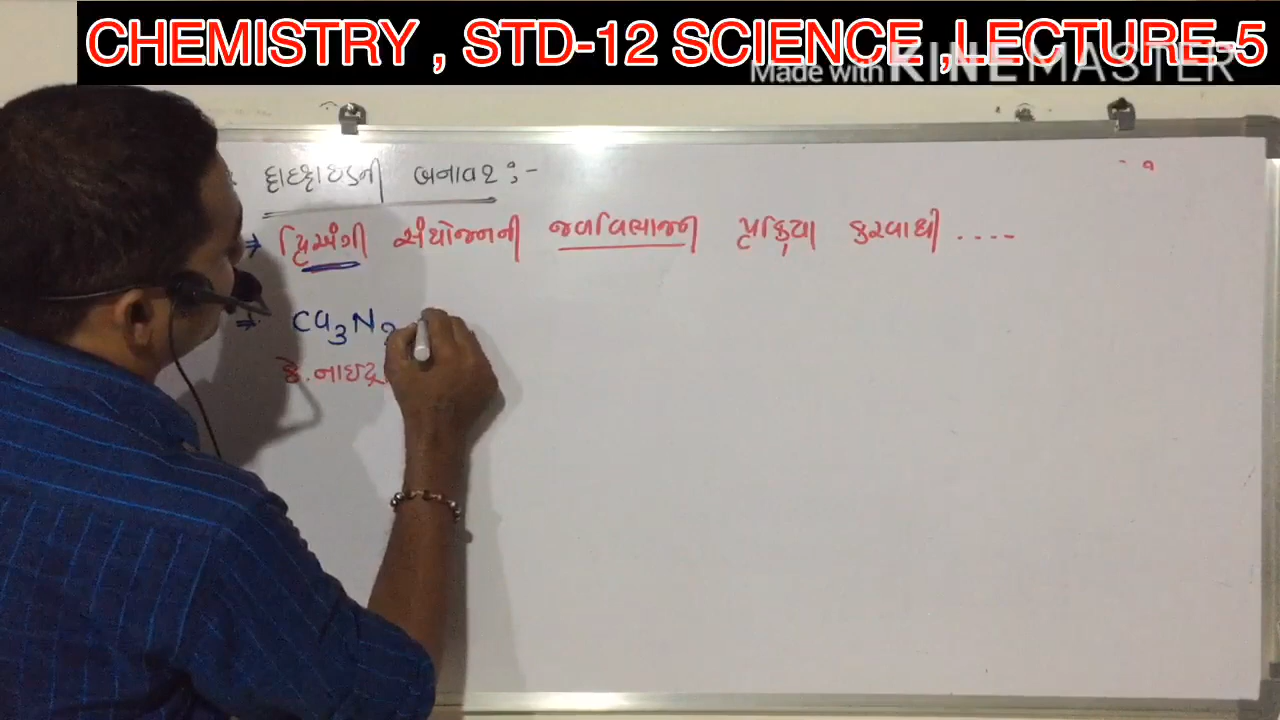 CHEMISTRY , STD-12 SCIENCE ,LECTURE-5
Made with KINEMASTER
હાઇડ્રાઇડની બનાવટ :-
⇒ દ્વિઅંગી સંયોજનની જળવિભાજન પ્રક્રિયા કરવાથી ....
⇒ Ca3N2
કે. નાઇટ્રા